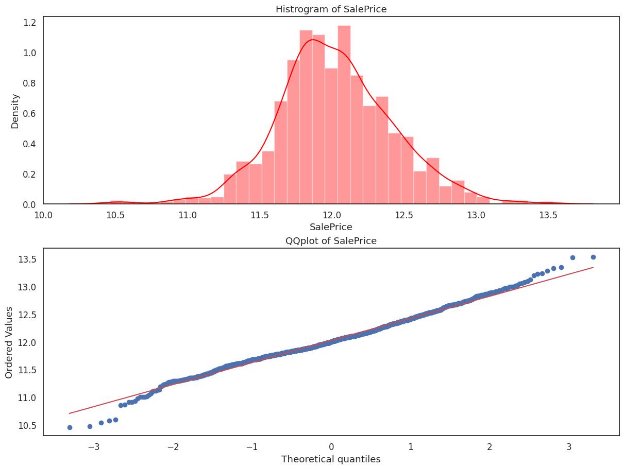 Histrogram of SalePrice
1.2
1.0
0.8
0.6
0.4
0.2
0.0
Density
10.0 10.5 11.0 11.5 12.0 12.5 13.0 13.5
SalePrice
QQplot of SalePrice
13.5
13.0
12.5
12.0
11.5
11.0
10.5
Ordered Values
−3 −2 −1 0 1 2 3
Theoretical quantiles